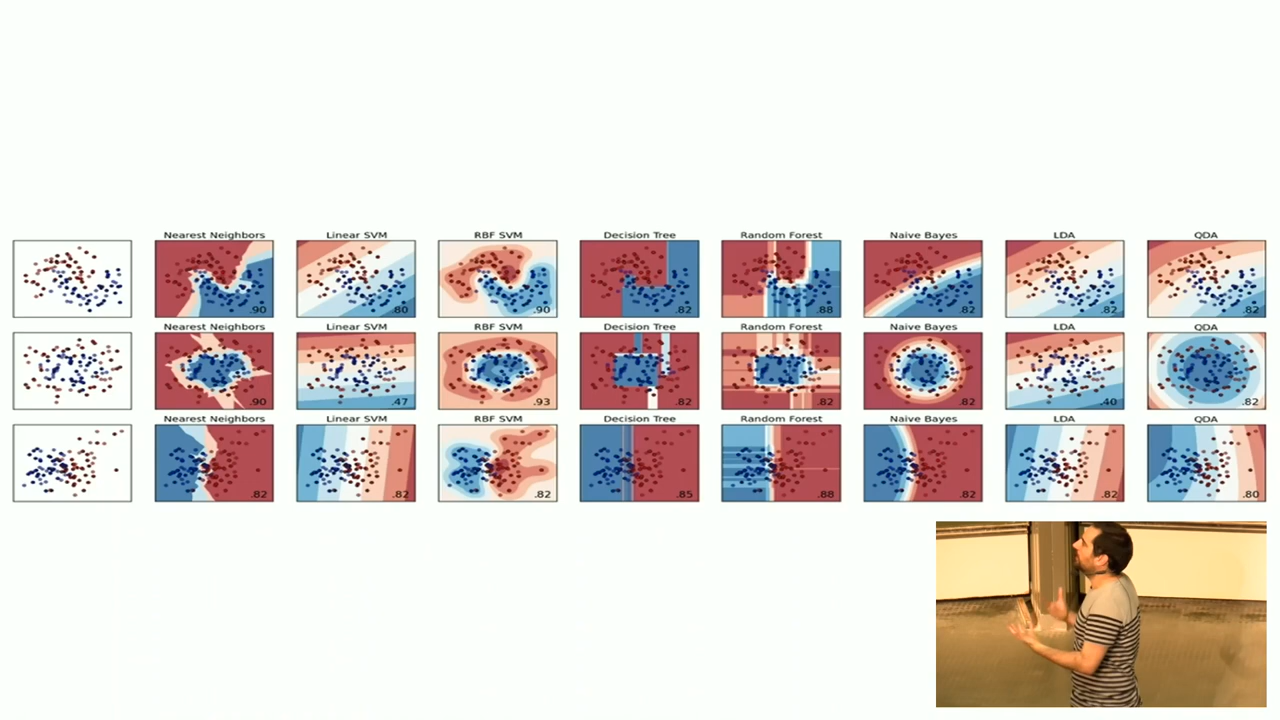 Nearest Neighbors Linear SVM RBF SVM Decision Tree Random Forest Naive Bayes LDA QDA
.90 .80 .90 .82 .88 .82 .82 .82
Nearest Neighbors Linear SVM RBF SVM Decision Tree Random Forest Naive Bayes LDA QDA
.90 .47 .93 .82 .82 .82 .40 .82
Nearest Neighbors Linear SVM RBF SVM Decision Tree Random Forest Naive Bayes LDA QDA
.82 .82 .82 .85 .88 .82 .82 .80